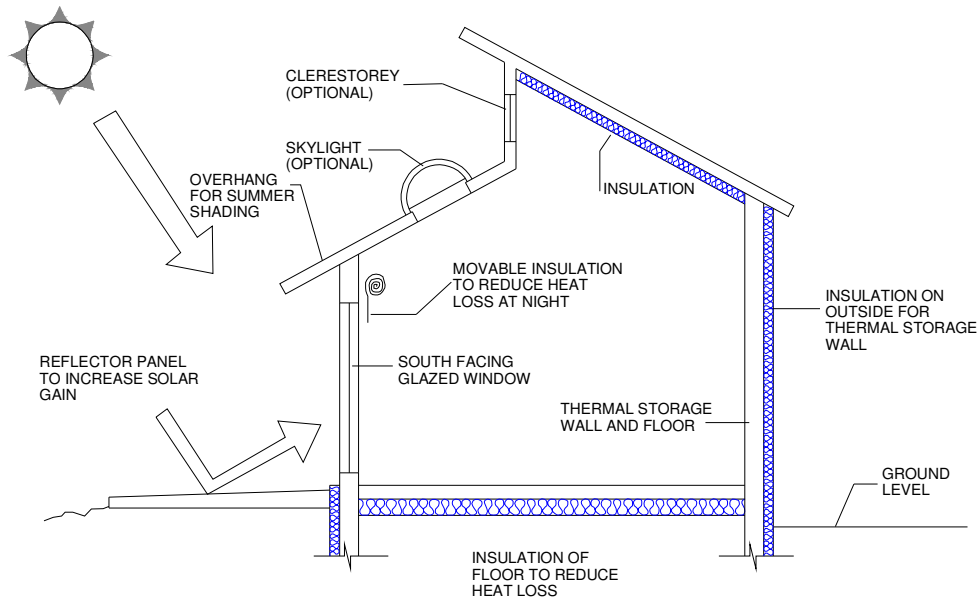 CLERESTOREY
(OPTIONAL)
SKYLIGHT
(OPTIONAL)
OVERHANG
FOR SUMMER
SHADING
INSULATION
MOVABLE INSULATION
TO REDUCE HEAT
LOSS AT NIGHT
INSULATION ON
OUTSIDE FOR
THERMAL STORAGE
WALL
REFLECTOR PANEL
TO INCREASE SOLAR
GAIN
SOUTH FACING
GLAZED WINDOW
THERMAL STORAGE
WALL AND FLOOR
GROUND
LEVEL
INSULATION OF
FLOOR TO REDUCE
HEAT LOSS